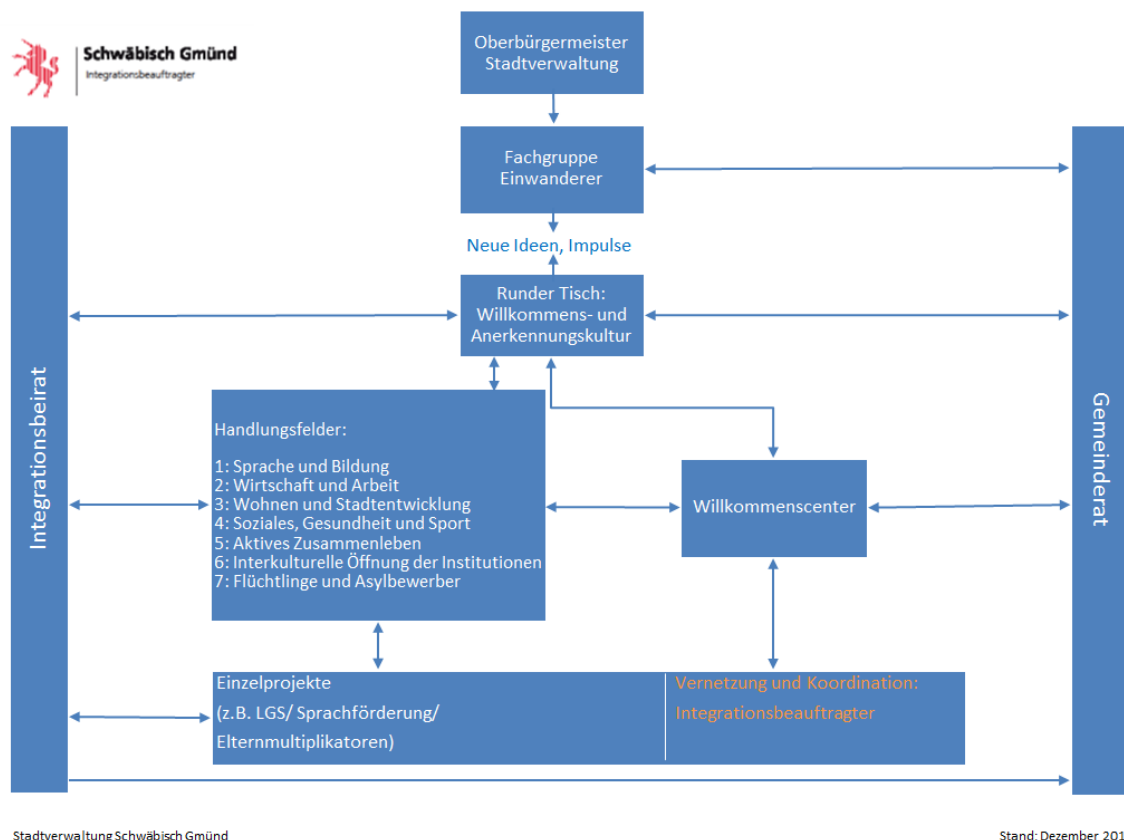 Schwäbisch Gmünd
Integrationsbeauftragter
Oberbürgermeister
Stadtverwaltung
Fachgruppe
Einwanderer
Neue Ideen, Impulse
Runder Tisch:
Willkommens- und
Anerkennungskultur
Integrationsbeirat
Gemeinderat
Handlungsfelder:
1: Sprache und Bildung
2: Wirtschaft und Arbeit
3: Wohnen und Stadtentwicklung
4: Soziales, Gesundheit und Sport
5: Aktives Zusammenleben
6: Interkulturelle Öffnung der Institutionen
7: Flüchtlinge und Asylbewerber
Willkommenscenter
Einzelprojekte
(z.B. LGS/ Sprachförderung/
Elternmultiplikatoren)
Vernetzung und Koordination:
Integrationsbeauftragter
Stadtverwaltung Schwäbisch Gmünd
Stand: Dezember 201